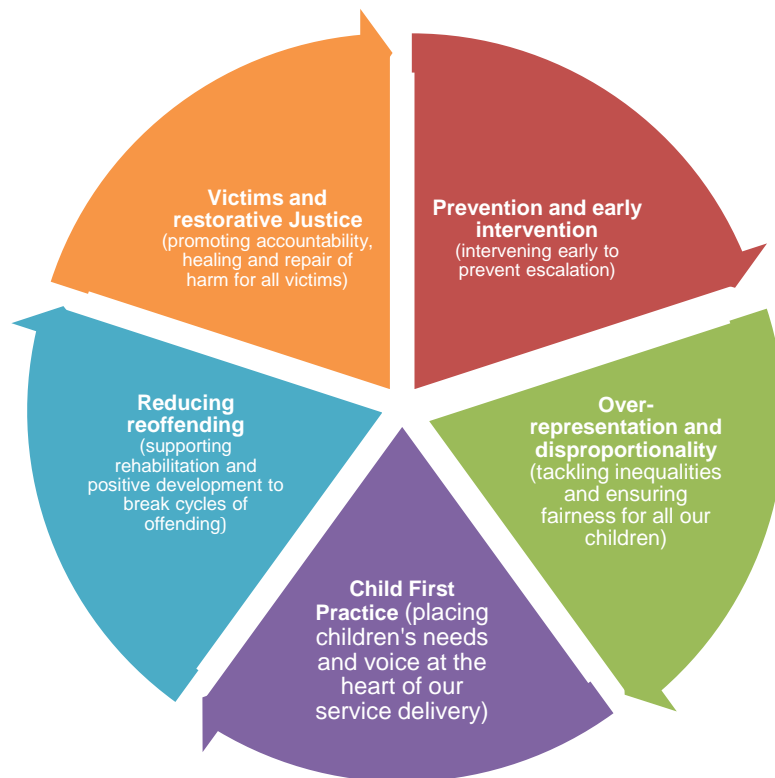 Victims and
restorative Justice
(promoting accountability,
healing and repair of
harm for all victims)
Prevention and early
intervention
(intervening early to
prevent escalation)
Over-
representation and
disproportionality
(tackling inequalities
and ensuring
fairness for all our
children)
Child First
Practice (placing
children's needs
and voice at the
heart of our
service delivery)
Reducing
reoffending
(supporting
rehabilitation and
positive development to
break cycles of
offending)